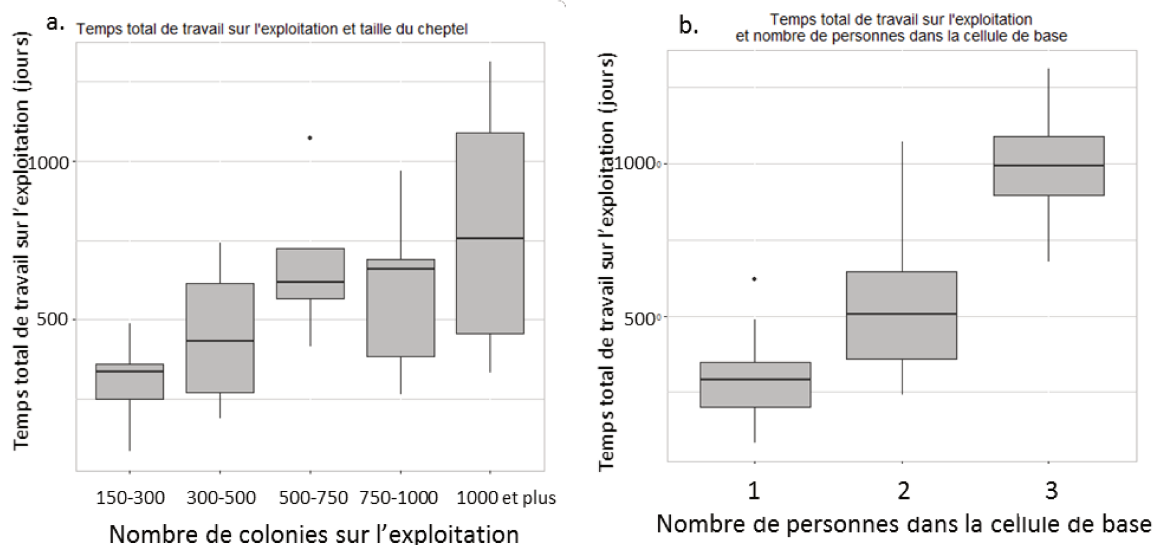 a.
Temps total de travail sur l'exploitation et taille du cheptel
Temps total de travail sur l'exploitation (jours)
1000
500
150-300 300-500 500-750 750-1000 1000 et plus
Nombre de colonies sur l'exploitation
b.
Temps total de travail sur l'exploitation
et nombre de personnes dans la cellule de base
Temps total de travail sur l'exploitation (jours)
1000
500
1 2 3
Nombre de personnes dans la cellule de base